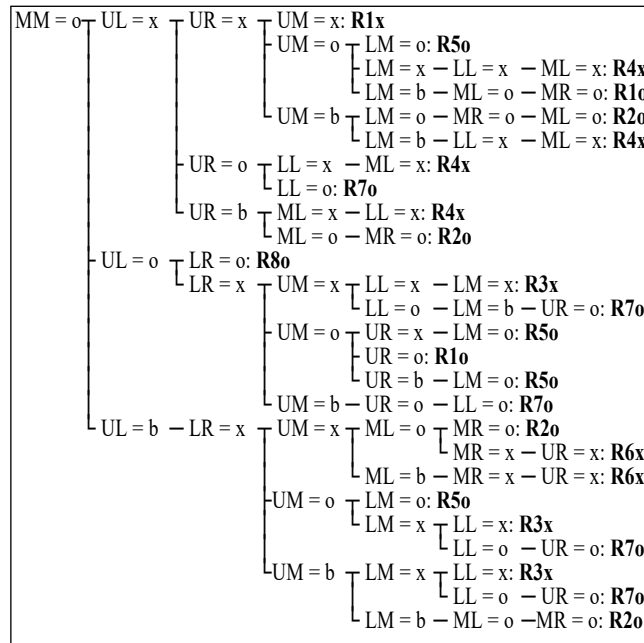 MM = o UL = x UR = x UM = x: R1x
UM = o LM = o: R5o
LM = x LL = x ML = x: R4x
LM = b ML = o MR = o: R1o
UM = b LM = o MR = o ML = o: R2o
LM = b LL = x ML = x: R4x
UR = o LL = x ML = x: R4x
LL = o: R7o
UR = b ML = x LL = x: R4x
ML = o MR = o: R2o
UL = o LR = o: R8o
LR = x UM = x LL = x LM = x: R3x
LL = o LM = b UR = o: R7o
UM = o UR = x LM = o: R5o
UR = o: R1o
UR = b LM = o: R5o
UM = b UR = o LL = o: R7o
UL = b LR = x UM = x ML = o MR = o: R2o
MR = x UR = x: R6x
ML = b MR = x UR = x: R6x
UM = o LM = o: R5o
LM = x LL = x: R3x
LL = o UR = o: R7o
UM = b LM = x LL = x: R3x
LL = o UR = o: R7o
LM = b ML = o MR = o: R2o